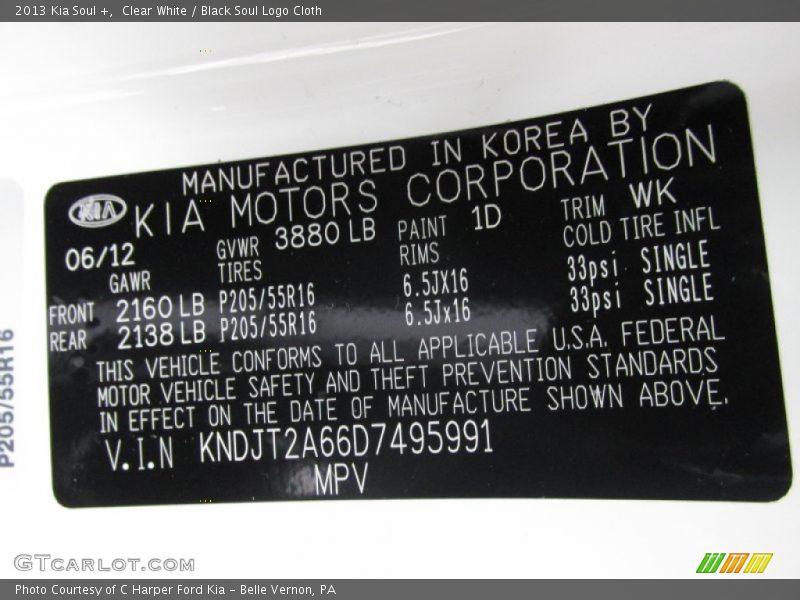 2013 Kia Soul +, Clear White / Black Soul Logo Cloth
MANUFACTURED IN KOREA BY
KIA KIA MOTORS CORPORATION
06/12 GVWR 3880 LB PAINT 1D TRIM WK
GAWR TIRES RIMS COLD TIRE INFL
FRONT 2160 LB P205/55R16 6.5JX16 33psi SINGLE
REAR 2138 LB P205/55R16 6.5Jx16 33psi SINGLE
THIS VEHICLE CONFORMS TO ALL APPLICABLE U.S.A. FEDERAL
MOTOR VEHICLE SAFETY AND THEFT PREVENTION STANDARDS
IN EFFECT ON THE DATE OF MANUFACTURE SHOWN ABOVE.
V.I.N KNDJT2A66D7495991
MPV
P205/55R16
GTCARLOT.COM
Photo Courtesy of C Harper Ford Kia - Belle Vernon, PA